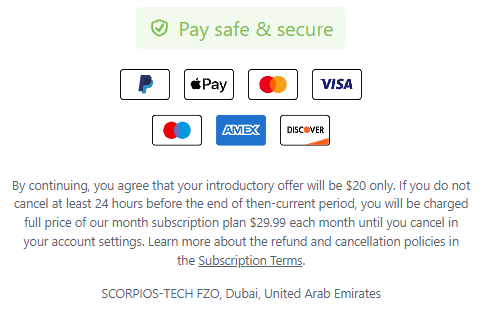 Pay safe & secure
Pay
VISA
AMEX
DISCOVER
By continuing, you agree that your introductory offer will be $20 only. If you do not
cancel at least 24 hours before the end of then-current period, you will be charged
full price of our month subscription plan $29.99 each month until you cancel in
your account settings. Learn more about the refund and cancellation policies in
the Subscription Terms.
SCORPIOS-TECH FZO, Dubai, United Arab Emirates